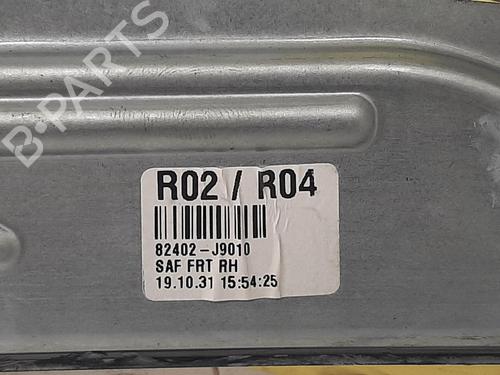 B-PARTS
R02 / R04
82402-J9010
SAF FRT RH
19.10.31 15:54:25